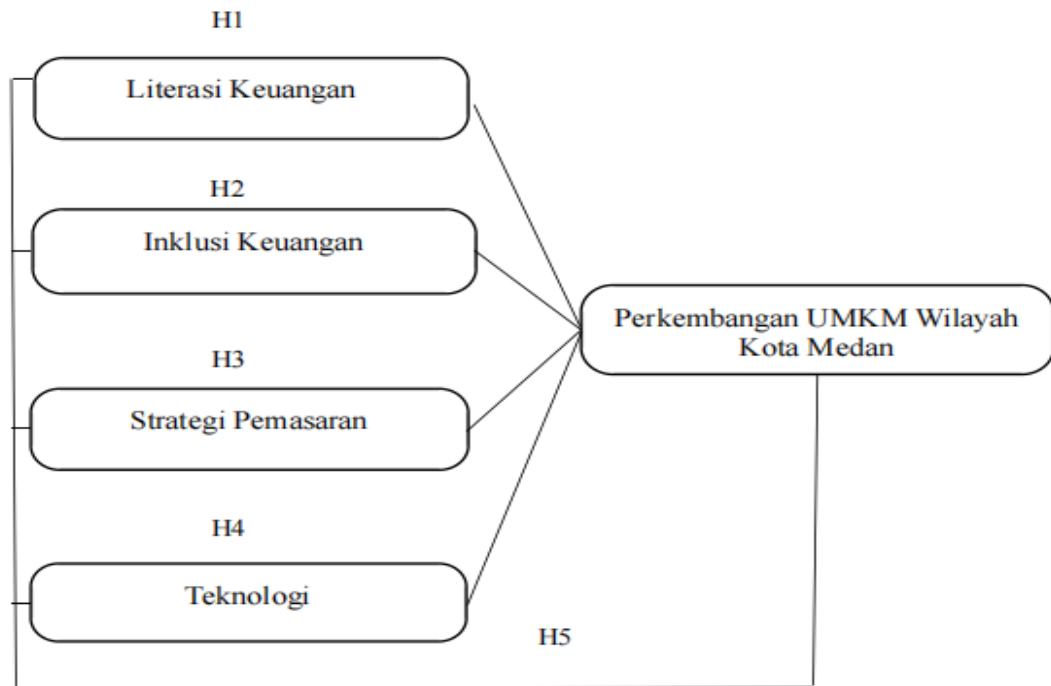 H1
Literasi Keuangan
H2
Inklusi Keuangan
Perkembangan UMKM Wilayah
Kota Medan
H3
Strategi Pemasaran
H4
Teknologi
H5